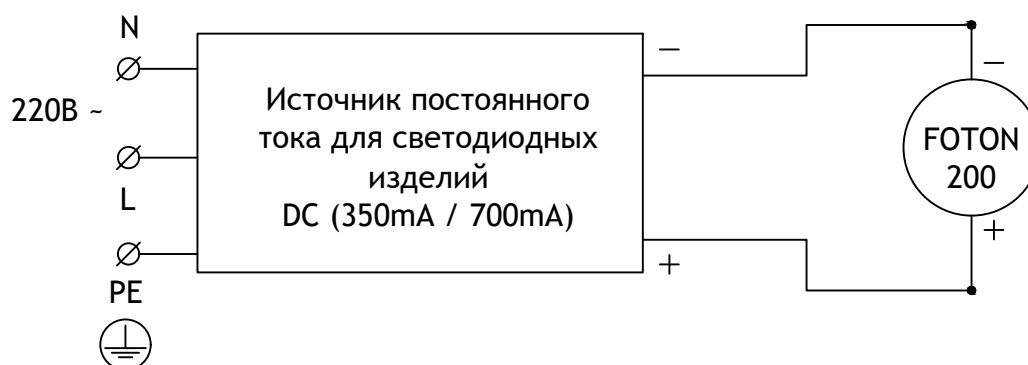 N
220В ~
L
PE
Источник постоянного
тока для светодиодных
изделий
DC (350mA / 700mA)
−
+
−
FOTON
200
+